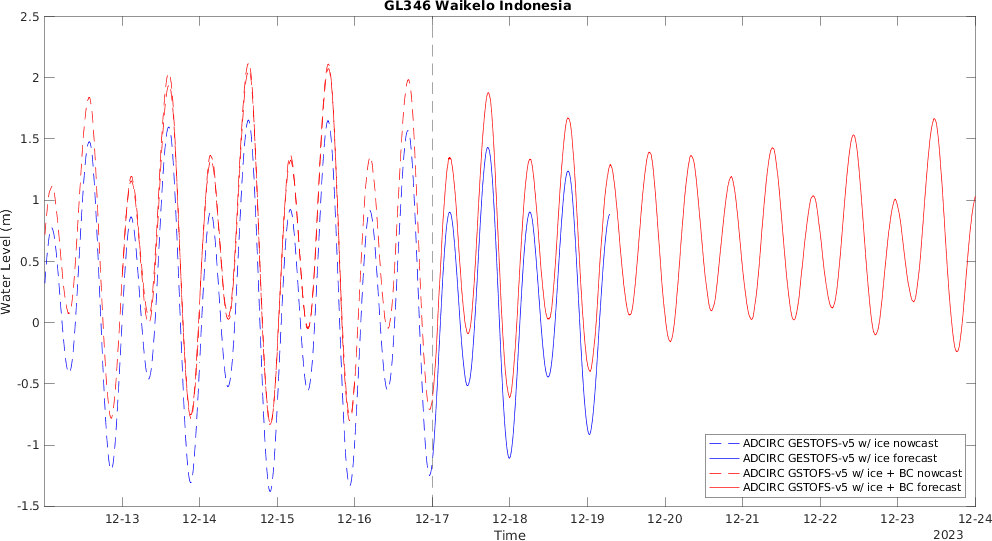 GL346 Waikelo Indonesia
2.5
2
1.5
1
0.5
0
-0.5
-1
-1.5
Water Level (m)
12-13 12-14 12-15 12-16 12-17 12-18 12-19 12-20 12-21 12-22 12-23 12-24
Time
2023
ADCIRC GESTOFS-v5 w/ ice nowcast
ADCIRC GESTOFS-v5 w/ ice forecast
ADCIRC GSTOFS-v5 w/ ice + BC nowcast
ADCIRC GSTOFS-v5 w/ ice + BC forecast